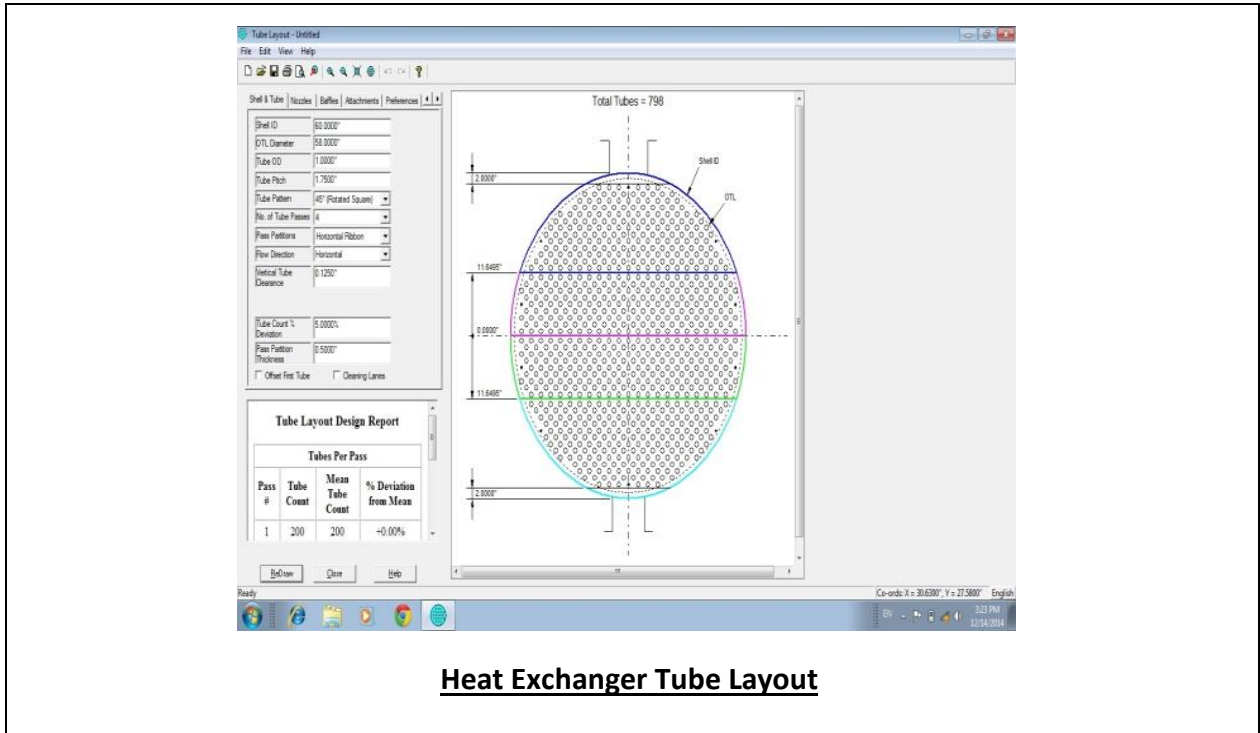 Tube Layout - Untitled
File Edit View Help
Shell & Tube Nozzles Baffles Attachments Preferences
Shell ID 60.0000"
OTL Diameter 58.0000"
Tube OD 1.0000"
Tube Pitch 1.7500"
Tube Pattern 45° (Rotated Square)
No. of Tube Passes 4
Pass Partitions Horizontal Ribbon
Flow Direction Horizontal
Vertical Tube Clearance 0.1250"
Tube Count % Deviation 5.0000%
Pass Partition Thickness 0.5000"
Offset First Tube Cleaning Lanes
Tube Layout Design Report
Tubes Per Pass
Pass # Tube Count Mean Tube Count % Deviation from Mean
1 200 200 +0.00%
ReDraw Close Help
Total Tubes = 798
Shell ID
2.0000"
OTL
11.6495"
0.0000"
11.6495"
2.0000"
Ready
Co-ords: X = 30.6300", Y = 27.5800" English
EN 3:23 PM
12/14/2014
Heat Exchanger Tube Layout